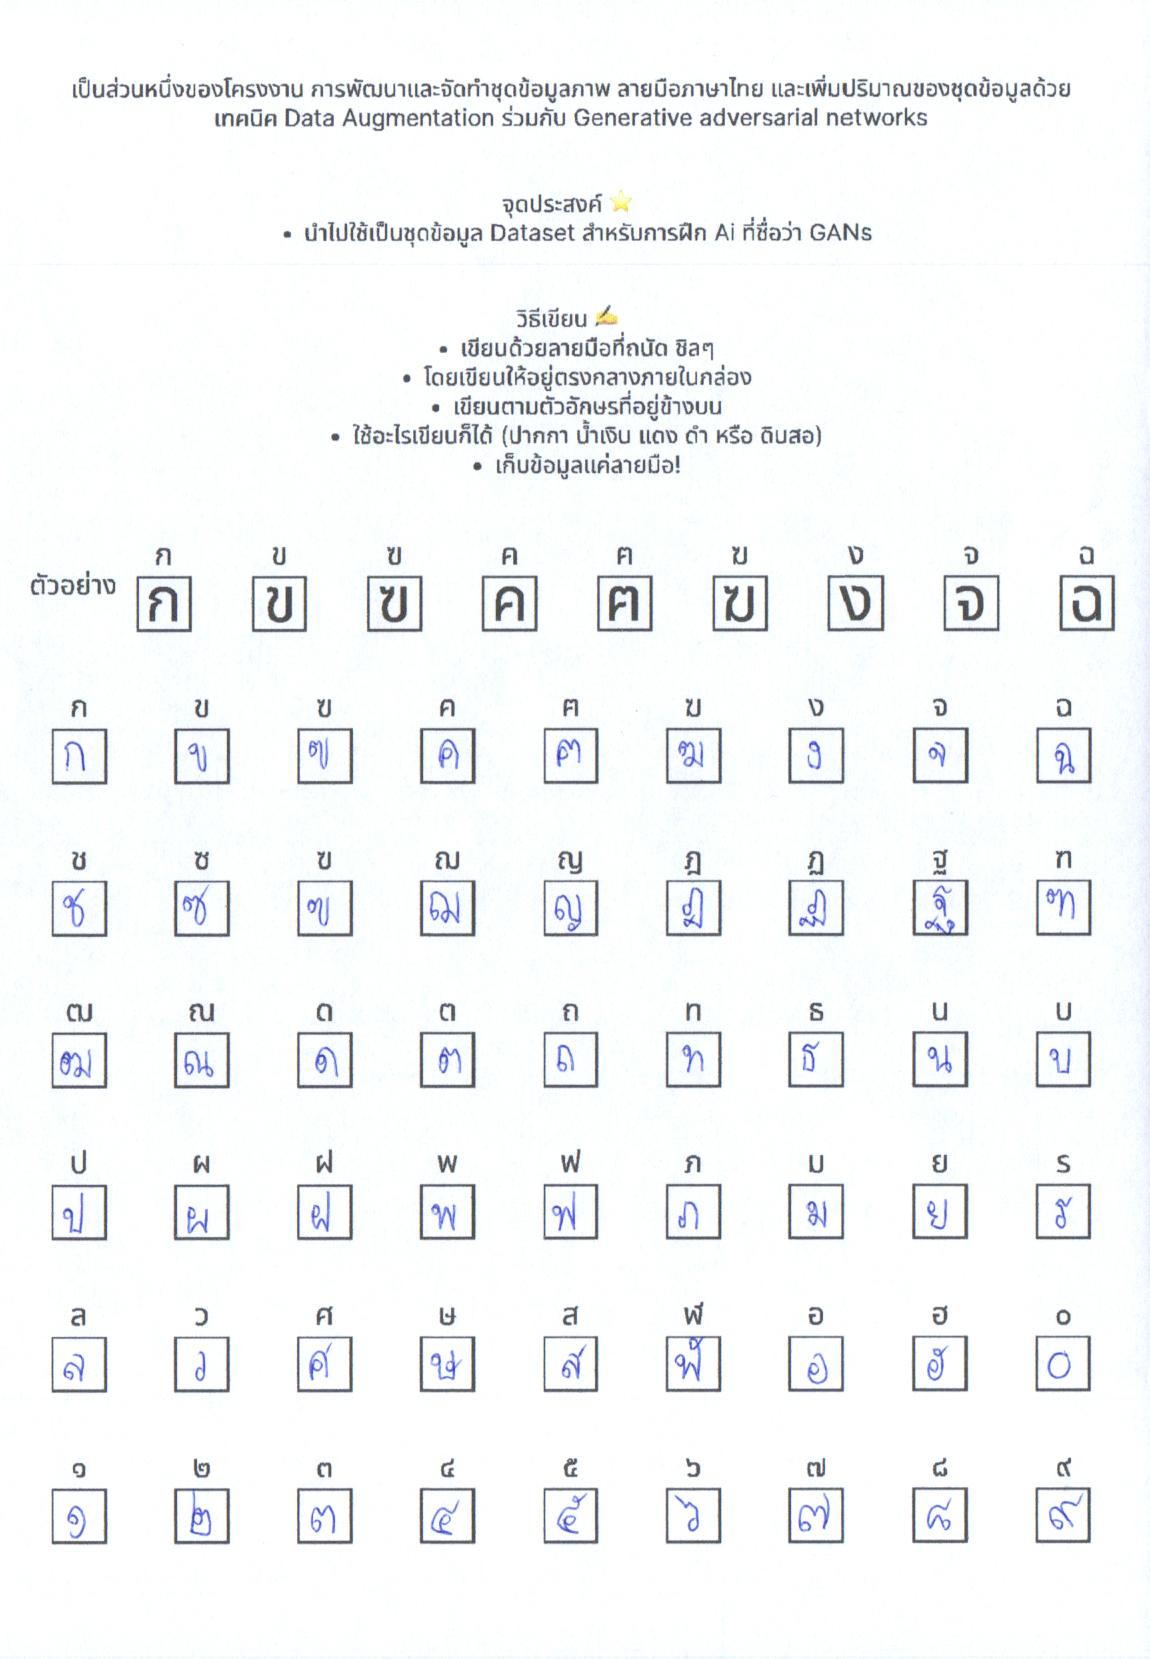 เป็นส่วนหนึ่งของโครงงาน การพัฒนาและจัดทำชุดข้อมูลภาพ ลายมือภาษาไทย และเพิ่มปริมาณของชุดข้อมูลด้วย
เทคนิค Data Augmentation ร่วมกับ Generative adversarial networks
จุดประสงค์ ⭐
• นำไปใช้เป็นชุดข้อมูล Dataset สำหรับการฝึก Ai ที่ชื่อว่า GANs
วิธีเขียน ✍
• เขียนด้วยลายมือที่ถนัด ชิลๆ
• โดยเขียนให้อยู่ตรงกลางภายในกล่อง
• เขียนตามตัวอักษรที่อยู่ข้างบน
• ใช้อะไรเขียนก็ได้ (ปากกา น้ำเงิน แดง ดำ หรือ ดินสอ)
• เก็บข้อมูลแค่ลายมือ!
ก ข ฃ ค ฅ ฆ ง จ ฉ
ตัวอย่าง ก ข ฃ ค ฅ ฆ ง จ ฉ
ก ข ฃ ค ฅ ฆ ง จ ฉ
ก ข ฃ ค ฅ ฆ ง จ ฉ
ช ซ ฃ ฌ ญ ฎ ฏ ฐ ฑ
ช ซ ฃ ฌ ญ ฎ ฏ ฐ ฑ
ฒ ณ ด ต ถ ท ธ น บ
ฒ ณ ด ต ถ ท ธ น บ
ป ผ ฝ พ ฟ ภ ม ย ร
ป ผ ฝ พ ฟ ภ ม ย ร
ล ว ศ ษ ส ฬ อ ฮ ๐
ล ว ศ ษ ส ฬ อ ฮ ๐
๑ ๒ ๓ ๔ ๕ ๖ ๗ ๘ ๙
๑ ๒ ๓ ๔ ๕ ๖ ๗ ๘ ๙